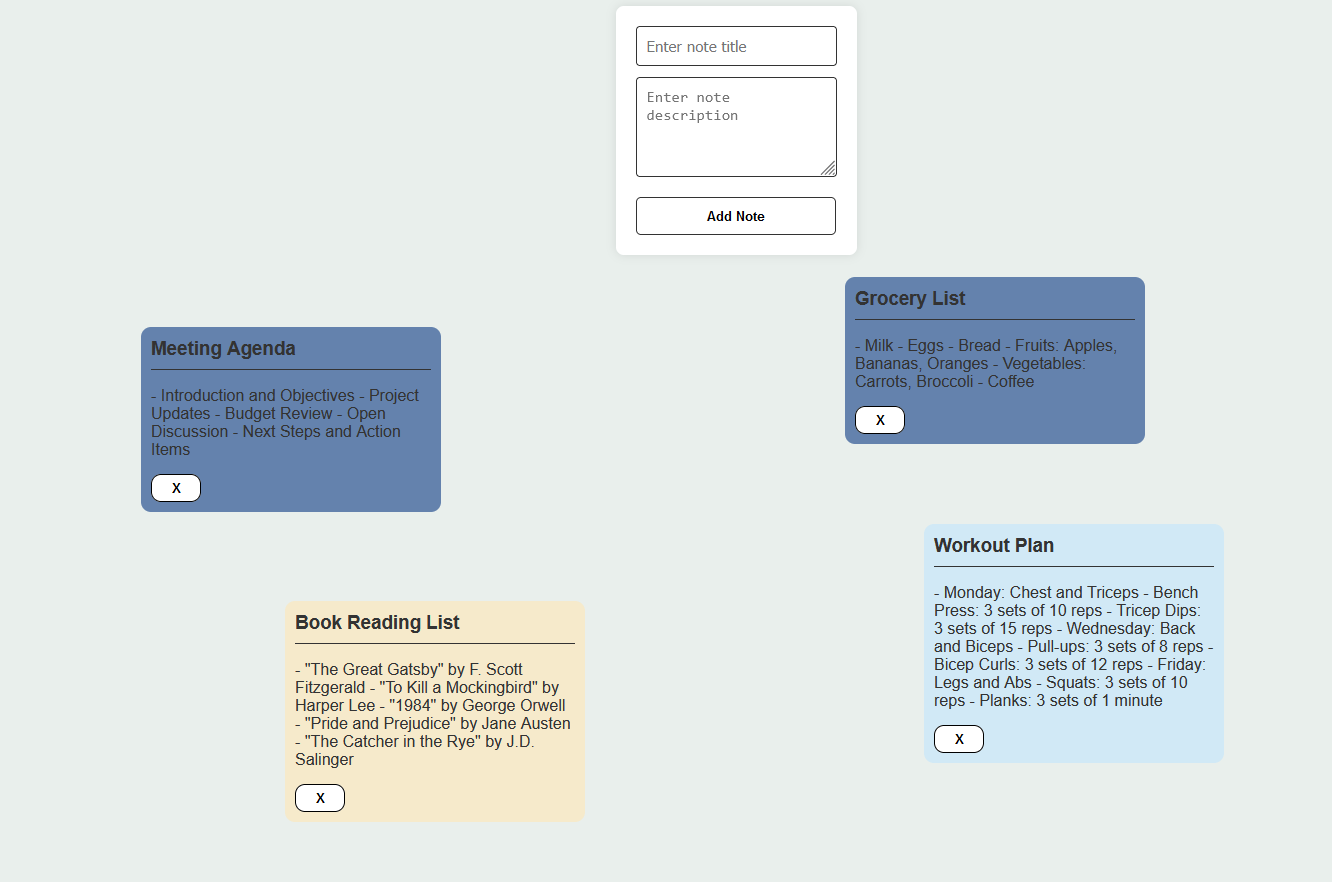 Enter note title
Enter note
description
Add Note
Grocery List
- Milk - Eggs - Bread - Fruits: Apples,
Bananas, Oranges - Vegetables:
Carrots, Broccoli - Coffee
X
Meeting Agenda
- Introduction and Objectives - Project
Updates - Budget Review - Open
Discussion - Next Steps and Action
Items
X
Workout Plan
- Monday: Chest and Triceps - Bench
Press: 3 sets of 10 reps - Tricep Dips:
3 sets of 15 reps - Wednesday: Back
and Biceps - Pull-ups: 3 sets of 8 reps -
Bicep Curls: 3 sets of 12 reps - Friday:
Legs and Abs - Squats: 3 sets of 10
reps - Planks: 3 sets of 1 minute
X
Book Reading List
- "The Great Gatsby" by F. Scott
Fitzgerald - "To Kill a Mockingbird" by
Harper Lee - "1984" by George Orwell
- "Pride and Prejudice" by Jane Austen
- "The Catcher in the Rye" by J.D.
Salinger
X